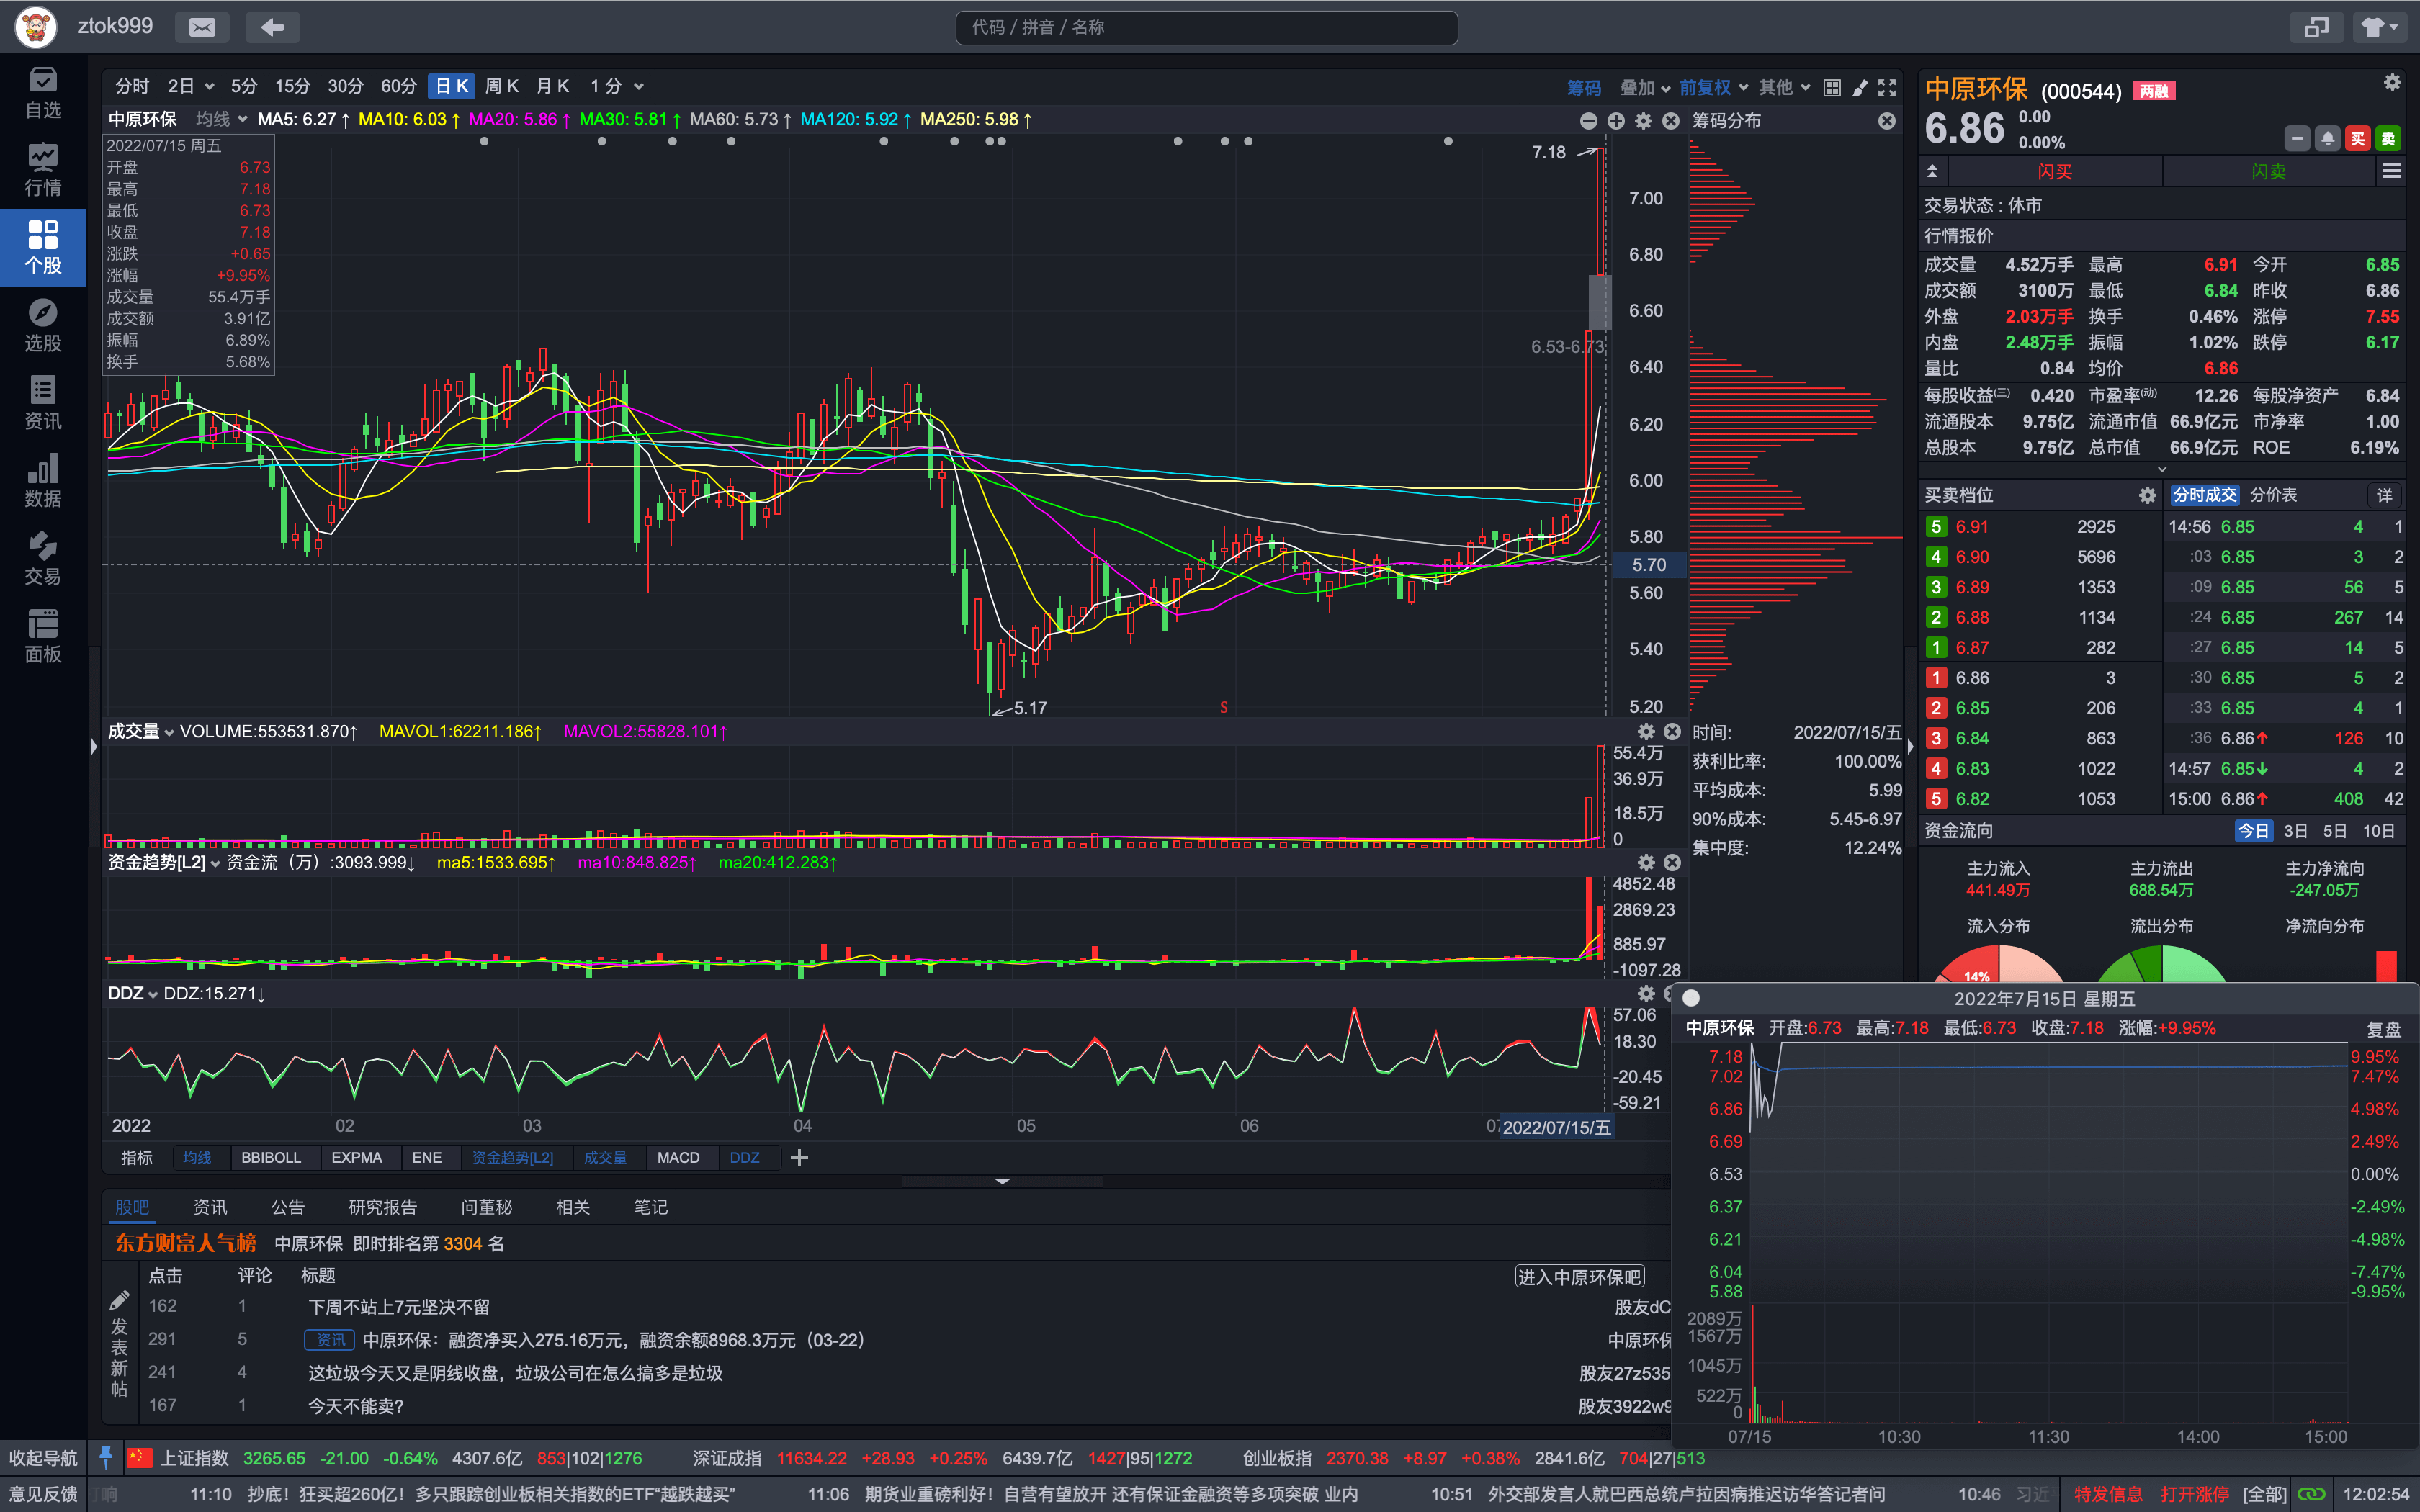 ztok999
代码 / 拼音 / 名称
自选
行情
个股
选股
资讯
数据
交易
面板
分时 2日 5分 15分 30分 60分 日K 周K 月K 1分 筹码 叠加 前复权 其他
中原环保 均线 MA5: 6.27↑ MA10: 6.03↑ MA20: 5.86↑ MA30: 5.81↑ MA60: 5.73↑ MA120: 5.92↑ MA250: 5.98↑
2022/07/15 周五
开盘 6.73
最高 7.18
最低 6.73
收盘 7.18
涨跌 +0.65
涨幅 +9.95%
成交量 55.4万手
成交额 3.91亿
振幅 6.89%
换手 5.68%
7.18
6.53-6.73
5.17
S
7.00
6.80
6.60
6.40
6.20
6.00
5.80
5.70
5.60
5.40
5.20
筹码分布
时间: 2022/07/15/五
获利比率: 100.00%
平均成本: 5.99
90%成本: 5.45-6.97
集中度: 12.24%
成交量 VOLUME:553531.870↑ MAVOL1:62211.186↑ MAVOL2:55828.101↑
55.4万
36.9万
18.5万
0
资金趋势[L2] 资金流（万）:3093.999↓ ma5:1533.695↑ ma10:848.825↑ ma20:412.283↑
4852.48
2869.23
885.97
-1097.28
DDZ DDZ:15.271↓
57.06
18.30
-20.45
-59.21
2022 02 03 04 05 06 2022/07/15/五
指标 均线 BBIBOLL EXPMA ENE 资金趋势[L2] 成交量 MACD DDZ
股吧 资讯 公告 研究报告 问董秘 相关 笔记
东方财富人气榜 中原环保 即时排名第 3304 名
点击 评论 标题 进入中原环保吧
发表新帖
162 1 下周不站上7元坚决不留 股友dC
291 5 资讯 中原环保：融资净买入275.16万元，融资余额8968.3万元（03-22） 中原环保
241 4 这垃圾今天又是阴线收盘，垃圾公司在怎么搞多是垃圾 股友27z535
167 1 今天不能卖？ 股友3922w9
中原环保 (000544) 两融
6.86 0.00
0.00%
买 卖
闪买 闪卖
交易状态 : 休市
行情报价
成交量 4.52万手 最高 6.91 今开 6.85
成交额 3100万 最低 6.84 昨收 6.86
外盘 2.03万手 换手 0.46% 涨停 7.55
内盘 2.48万手 振幅 1.02% 跌停 6.17
量比 0.84 均价 6.86
每股收益(三) 0.420 市盈率(动) 12.26 每股净资产 6.84
流通股本 9.75亿 流通市值 66.9亿元 市净率 1.00
总股本 9.75亿 总市值 66.9亿元 ROE 6.19%
买卖档位 分时成交 分价表 详
5 6.91 2925 14:56 6.85 4 1
4 6.90 5696 :03 6.85 3 2
3 6.89 1353 :09 6.85 56 5
2 6.88 1134 :24 6.85 267 14
1 6.87 282 :27 6.85 14 5
1 6.86 3 :30 6.85 5 2
2 6.85 206 :33 6.85 4 1
3 6.84 863 :36 6.86↑ 126 10
4 6.83 1022 14:57 6.85↓ 4 2
5 6.82 1053 15:00 6.86↑ 408 42
资金流向 今日 3日 5日 10日
主力流入 主力流出 主力净流向
441.49万 688.54万 -247.05万
流入分布 流出分布 净流向分布
14%
2022年7月15日 星期五
中原环保 开盘:6.73 最高:7.18 最低:6.73 收盘:7.18 涨幅:+9.95% 复盘
7.18 9.95%
7.02 7.47%
6.86 4.98%
6.69 2.49%
6.53 0.00%
6.37 -2.49%
6.21 -4.98%
6.04 -7.47%
5.88 -9.95%
2089万
1567万
1045万
522万
0
07/15 10:30 11:30 14:00 15:00
收起导航 上证指数 3265.65 -21.00 -0.64% 4307.6亿 853|102|1276 深证成指 11634.22 +28.93 +0.25% 6439.7亿 1427|95|1272 创业板指 2370.38 +8.97 +0.38% 2841.6亿 704|27|513
意见反馈 11:10 抄底！狂买超260亿！多只跟踪创业板相关指数的ETF“越跌越买” 11:06 期货业重磅利好！自营有望放开 还有保证金融资等多项突破 业内 10:51 外交部发言人就巴西总统卢拉因病推迟访华答记者问 10:46 习近 特发信息 打开涨停 [全部] 12:02:54